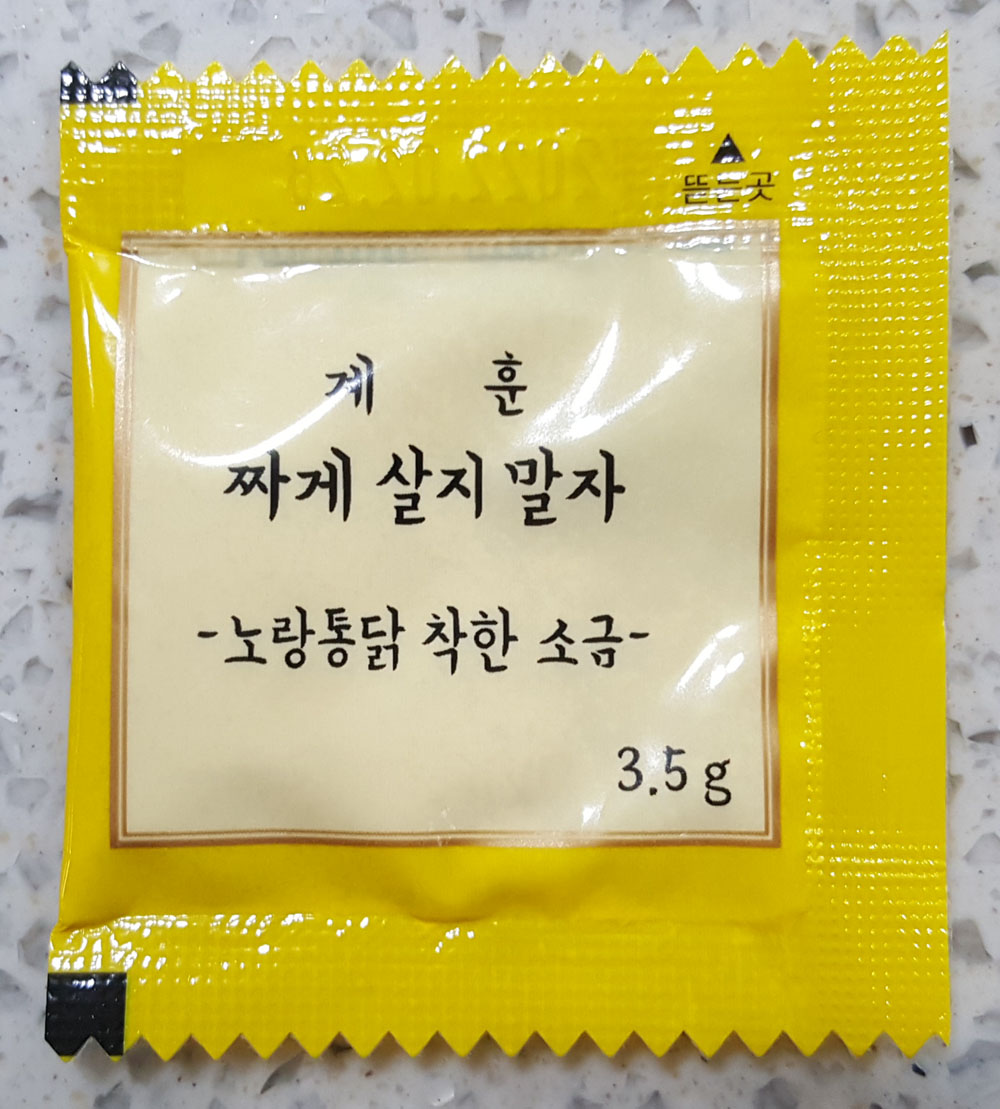 뜯는곳
계 훈
짜게 살지 말자
-노랑통닭 착한 소금-
3.5 g